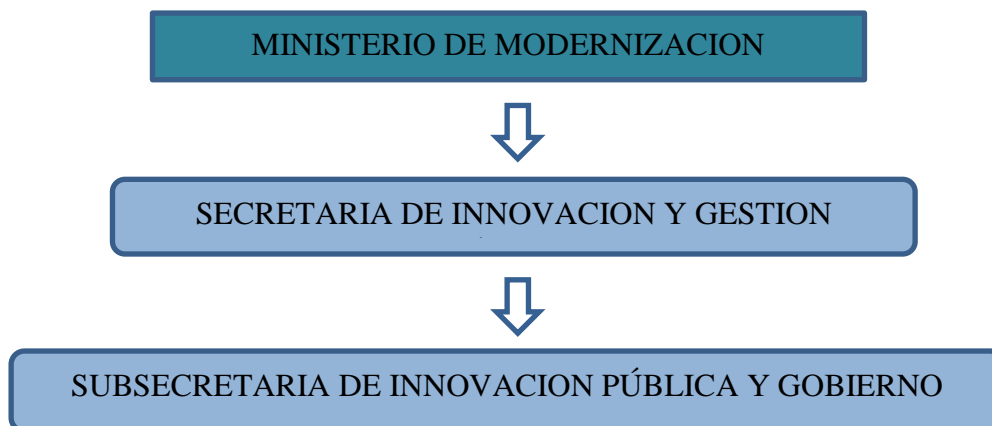 MINISTERIO DE MODERNIZACION
SECRETARIA DE INNOVACION Y GESTION
SUBSECRETARIA DE INNOVACION PÚBLICA Y GOBIERNO